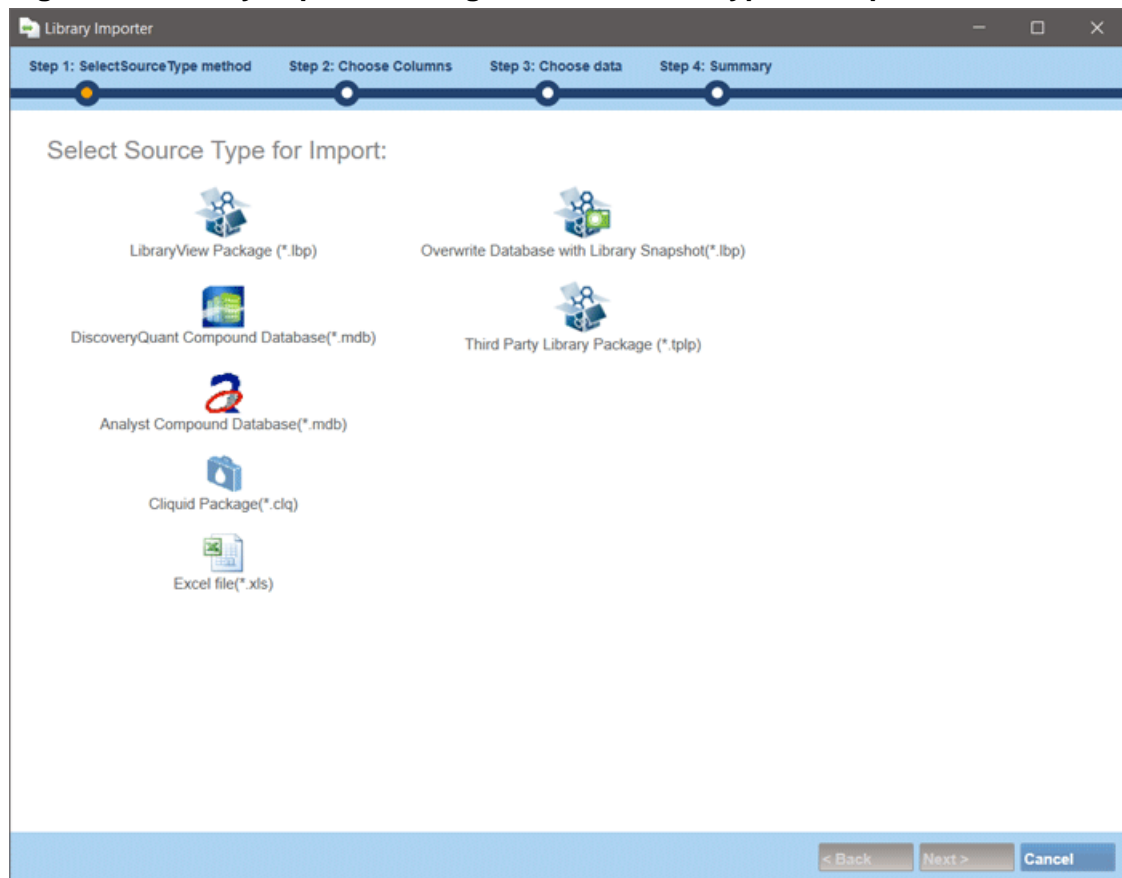 Library Importer
Step 1: SelectSourceType method Step 2: Choose Columns Step 3: Choose data Step 4: Summary
Select Source Type for Import:
LibraryView Package (*.lbp) Overwrite Database with Library Snapshot(*.lbp)
DiscoveryQuant Compound Database(*.mdb) Third Party Library Package (*.tplp)
Analyst Compound Database(*.mdb)
Cliquid Package(*.clq)
Excel file(*.xls)
< Back Next > Cancel